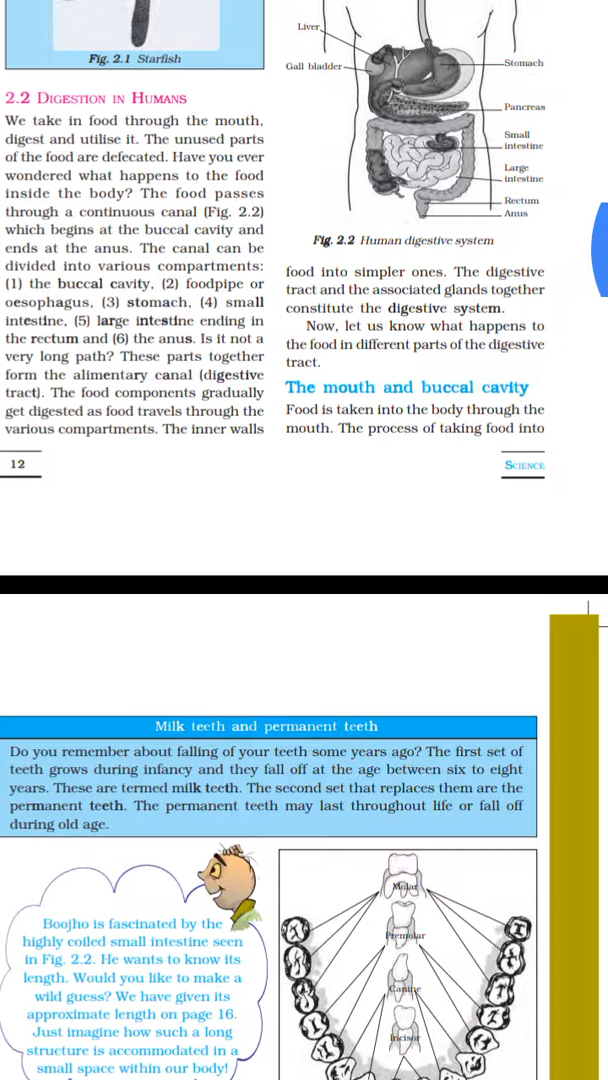 Fig. 2.1 Starfish
2.2 DIGESTION IN HUMANS
We take in food through the mouth,
digest and utilise it. The unused parts
of the food are defecated. Have you ever
wondered what happens to the food
inside the body? The food passes
through a continuous canal (Fig. 2.2)
which begins at the buccal cavity and
ends at the anus. The canal can be
divided into various compartments:
(1) the buccal cavity, (2) foodpipe or
oesophagus, (3) stomach, (4) small
intestine, (5) large intestine ending in
the rectum and (6) the anus. Is it not a
very long path? These parts together
form the alimentary canal (digestive
tract). The food components gradually
get digested as food travels through the
various compartments. The inner walls
Liver
Gall bladder
Stomach
Pancreas
Small
intestine
Large
intestine
Rectum
Anus
Fig. 2.2 Human digestive system
food into simpler ones. The digestive
tract and the associated glands together
constitute the digestive system.
Now, let us know what happens to
the food in different parts of the digestive
tract.
The mouth and buccal cavity
Food is taken into the body through the
mouth. The process of taking food into
12
SCIENCE
Milk teeth and permanent teeth
Do you remember about falling of your teeth some years ago? The first set of
teeth grows during infancy and they fall off at the age between six to eight
years. These are termed milk teeth. The second set that replaces them are the
permanent teeth. The permanent teeth may last throughout life or fall off
during old age.
Boojho is fascinated by the
highly coiled small intestine seen
in Fig. 2.2. He wants to know its
length. Would you like to make a
wild guess? We have given its
approximate length on page 16.
Just imagine how such a long
structure is accommodated in a
small space within our body!
Molar
Premolar
Canine
Incisor